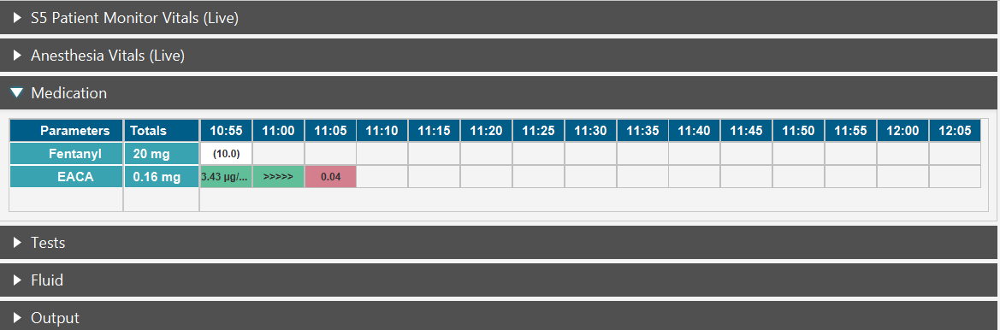 S5 Patient Monitor Vitals (Live)
Anesthesia Vitals (Live)
Medication
Parameters Totals 10:55 11:00 11:05 11:10 11:15 11:20 11:25 11:30 11:35 11:40 11:45 11:50 11:55 12:00 12:05
Fentanyl 20 mg (10.0)
EACA 0.16 mg 3.43 µg/... >>>>> 0.04
Tests
Fluid
Output